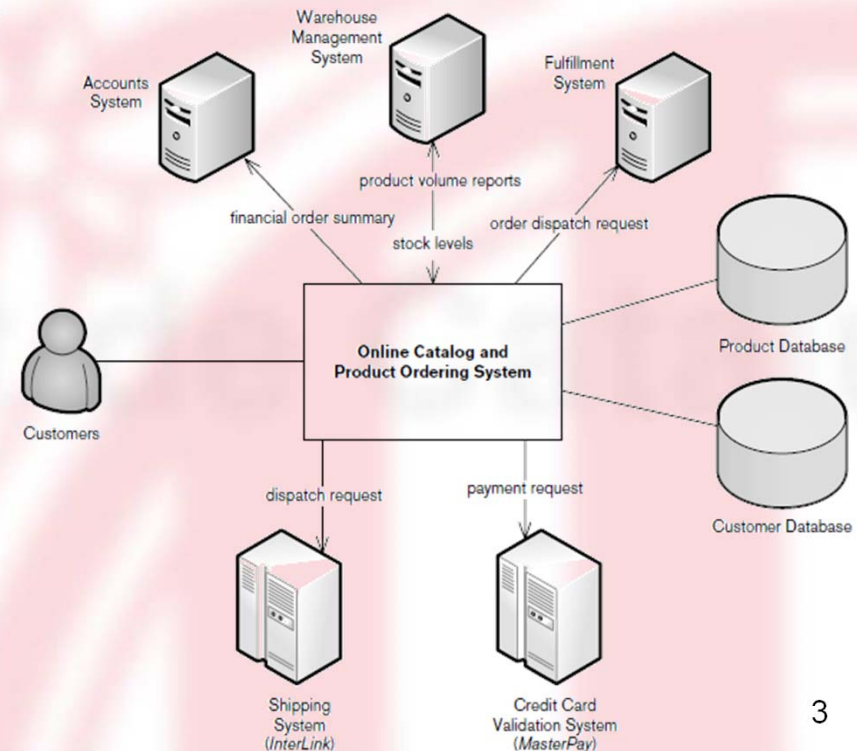 Warehouse
Management
System
Accounts
System
Fulfillment
System
product volume reports
financial order summary
order dispatch request
stock levels
Online Catalog and
Product Ordering System
Product Database
Customers
dispatch request
payment request
Customer Database
Shipping
System
(InterLink)
Credit Card
Validation System
(MasterPay)
3